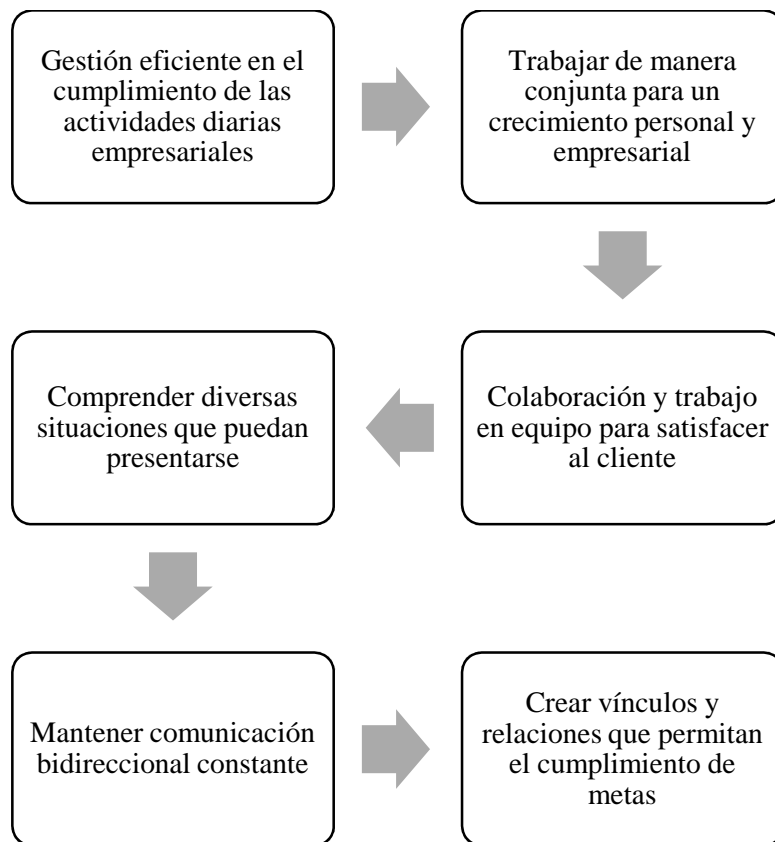 Gestión eficiente en el
cumplimiento de las
actividades diarias
empresariales
Trabajar de manera
conjunta para un
crecimiento personal y
empresarial
Colaboración y trabajo
en equipo para satisfacer
al cliente
Comprender diversas
situaciones que puedan
presentarse
Mantener comunicación
bidireccional constante
Crear vínculos y
relaciones que permitan
el cumplimiento de
metas